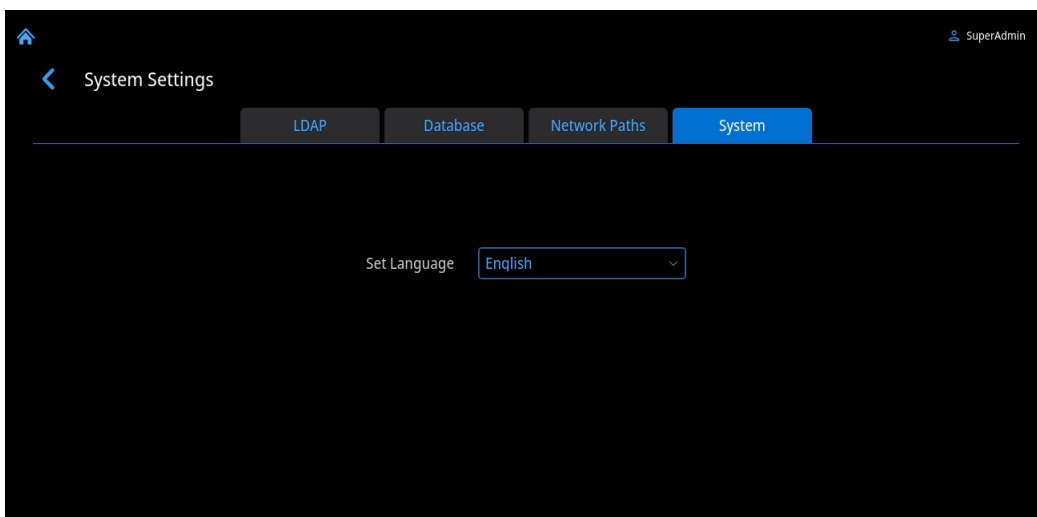 SuperAdmin
System Settings
LDAP
Database
Network Paths
System
Set Language
English